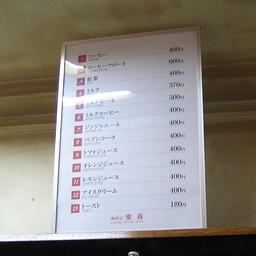 1 コーヒー 400円
2 コーヒーフロート 600円
3 紅茶 400円
4 ミルク 370円
500円
6 ミルクコーヒー 400円
7 ジンジャエール 400円
8 ペプシコーラ 400円
9 トマトジュース 400円
10 オレンジジュース 400円
11 レモンジュース 400円
12 アイスクリーム 400円
13 トースト 180円